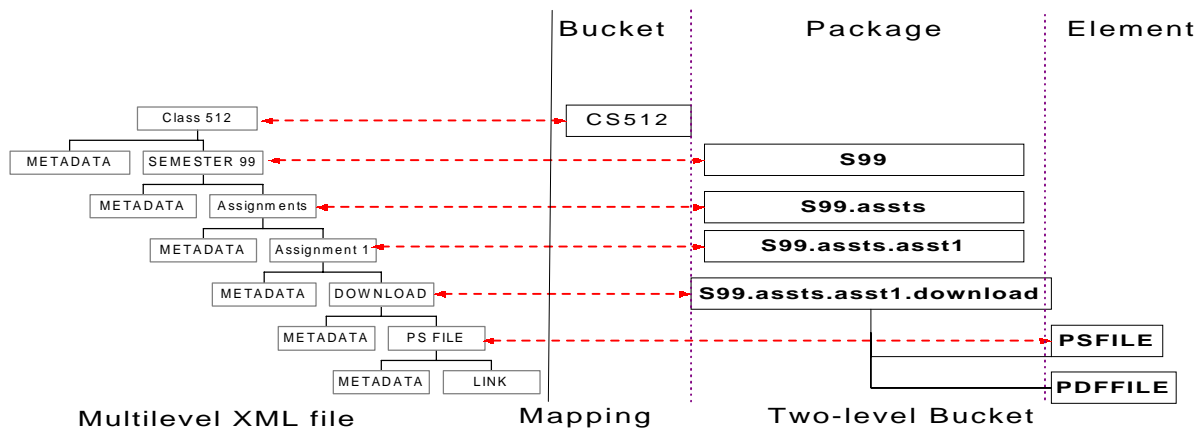 Bucket Package Element
Class 512 CS512
METADATA SEMESTER 99 S99
METADATA Assignments S99.assts
METADATA Assignment 1 S99.assts.asst1
METADATA DOWNLOAD S99.assts.asst1.download
METADATA PS FILE PSFILE
METADATA LINK PDFFILE
Multilevel XML file Mapping Two-level Bucket